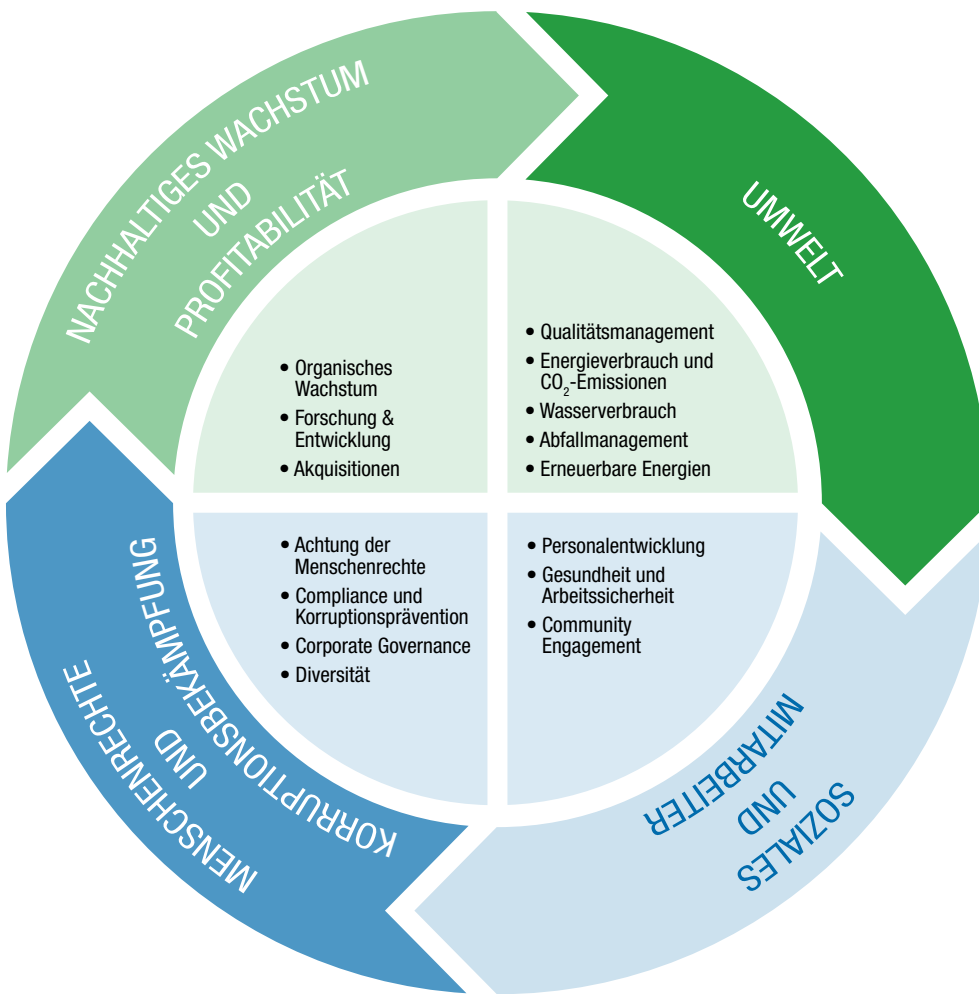 NACHHALTIGES WACHSTUM
UND
PROFITABILITÄT
UMWELT
• Organisches
Wachstum
• Forschung &
Entwicklung
• Akquisitionen
• Qualitätsmanagement
• Energieverbrauch und
CO₂-Emissionen
• Wasserverbrauch
• Abfallmanagement
• Erneuerbare Energien
• Achtung der
Menschenrechte
• Compliance und
Korruptionsprävention
• Corporate Governance
• Diversität
• Personalentwicklung
• Gesundheit und
Arbeitssicherheit
• Community
Engagement
MENSCHENRECHTE
UND
KORRUPTIONSBEKÄMPFUNG
SOZIALES
UND
MITARBEITER